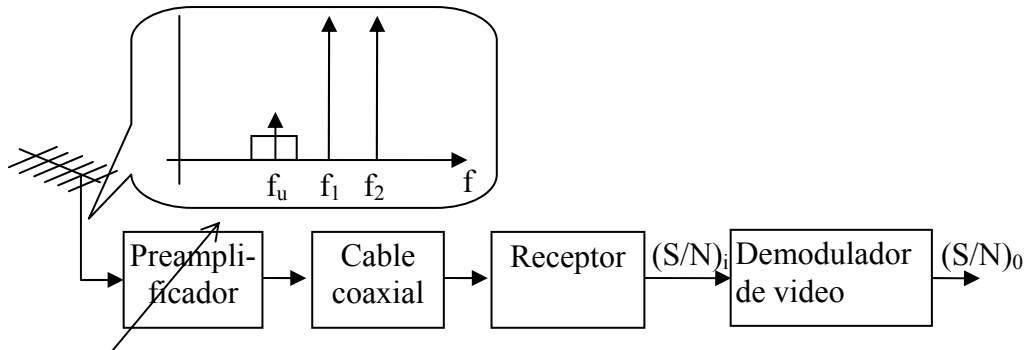 f_u f_1 f_2 f
Preampli-
ficador
Cable
coaxial
Receptor
(S/N)_i
Demodulador
de video
(S/N)_0